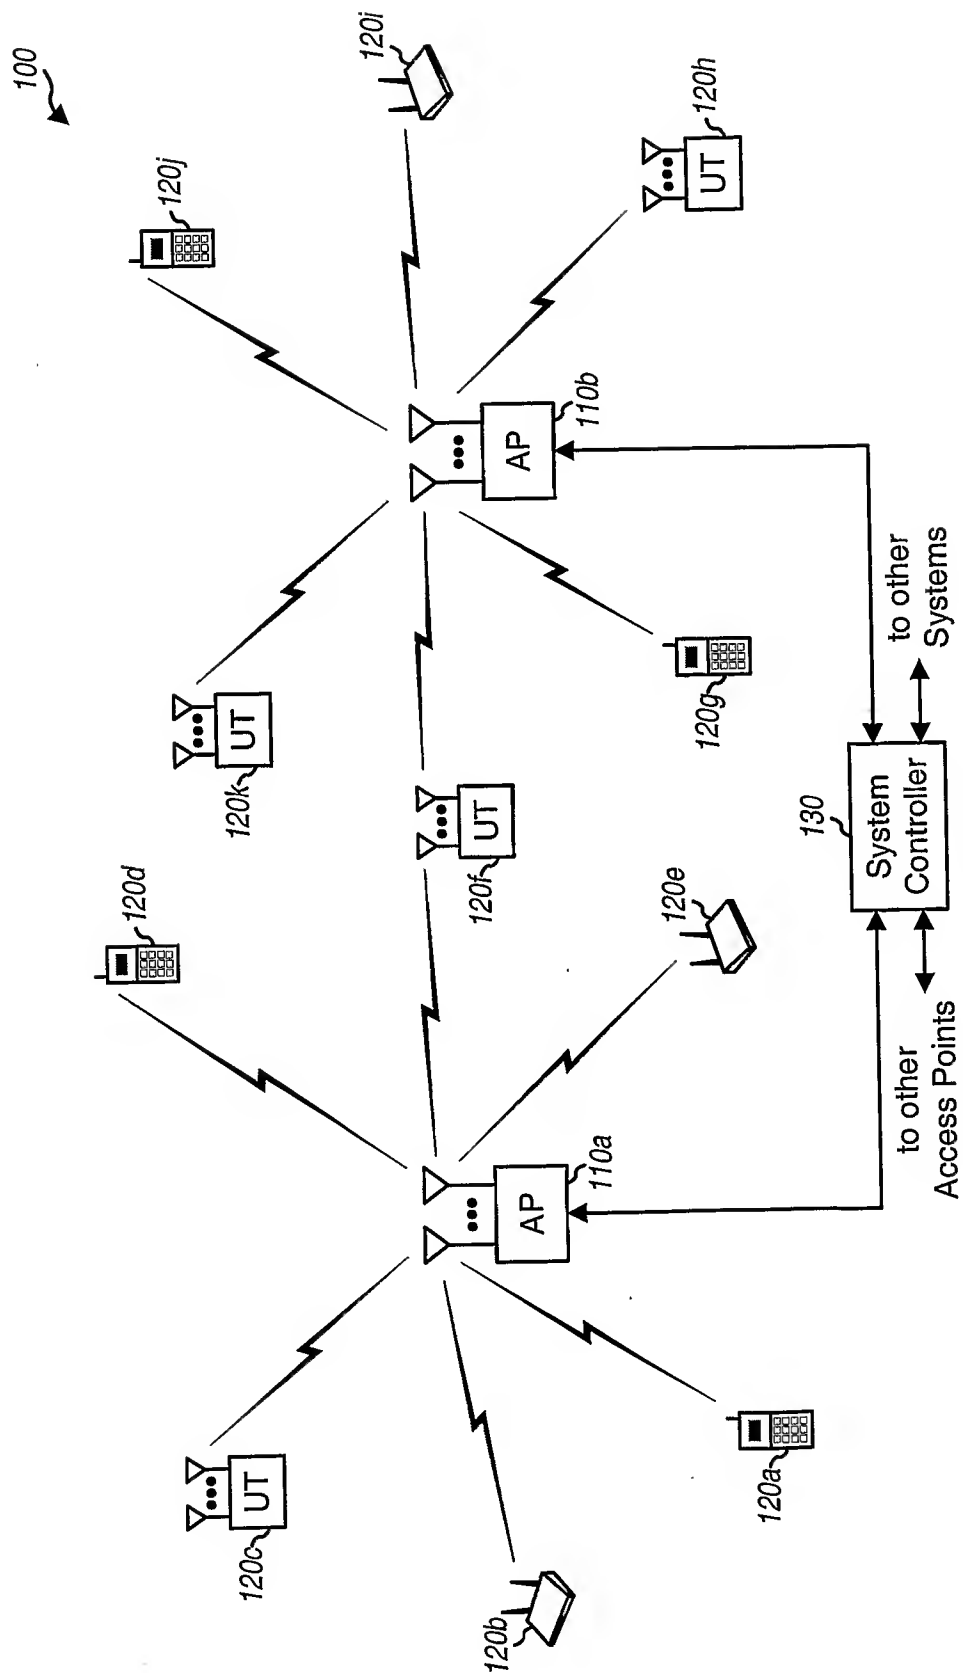 100
120j
120i
120d
120k
UT
UT
120c
UT
120f
UT
120h
AP
110b
AP
110a
120b
120e
120g
120a
130
System
Controller
to other
Access Points
to other
Systems